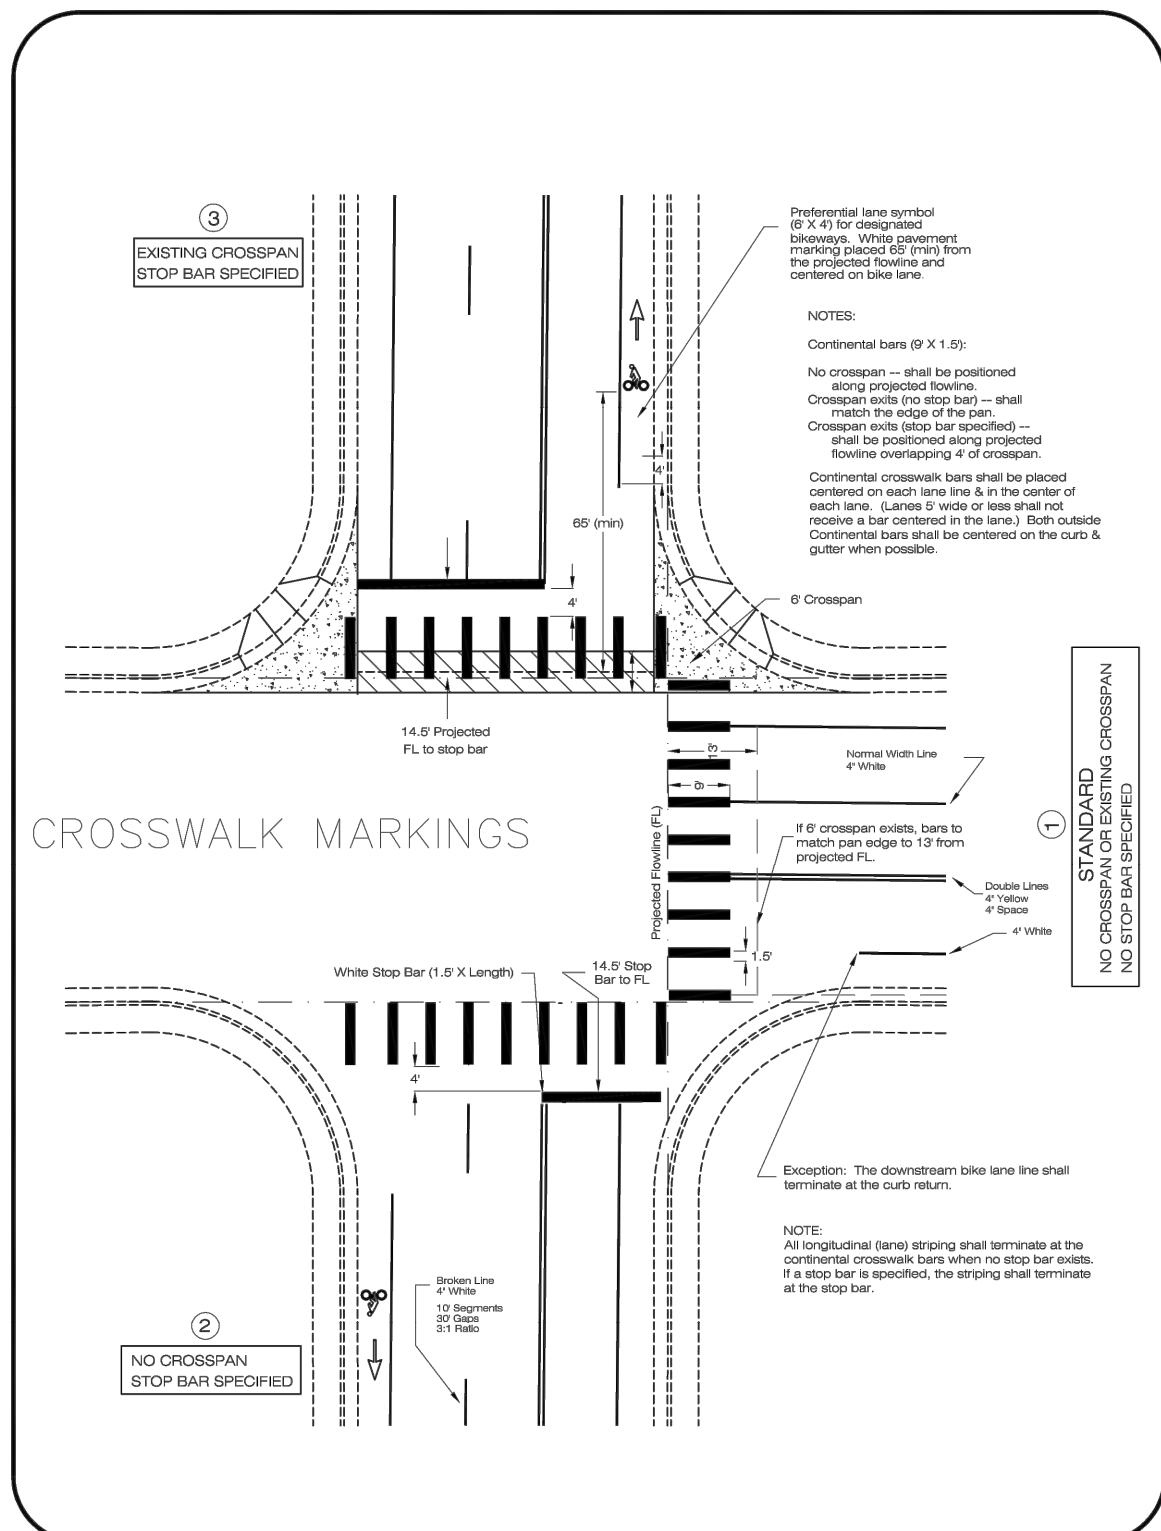 3
EXISTING CROSSPAN
STOP BAR SPECIFIED
Preferential lane symbol
(6' X 4') for designated
bikeways.  White pavement
marking placed 65' (min) from
the projected flowline and
centered on bike lane.
NOTES:
Continental bars (9' X 1.5'):
No crosspan -- shall be positioned
along projected flowline.
Crosspan exits (no stop bar) -- shall
match the edge of the pan.
Crosspan exits (stop bar specified) --
shall be positioned along projected
flowline overlapping 4' of crosspan.
Continental crosswalk bars shall be placed
centered on each lane line & in the center of
each lane.  (Lanes 5' wide or less shall not
receive a bar centered in the lane.)  Both outside
Continental bars shall be centered on the curb &
gutter when possible.
4'
65' (min)
4'
6' Crosspan
14.5' Projected
FL to stop bar
13'
9'
Normal Width Line
4" White
CROSSWALK MARKINGS
Projected Flowline (FL)
If 6' crosspan exists, bars to
match pan edge to 13' from
projected FL.
Double Lines
4" Yellow
4" Space
4" White
1.5'
1
STANDARD
NO CROSSPAN OR EXISTING CROSSPAN
NO STOP BAR SPECIFIED
White Stop Bar (1.5' X Length)
14.5' Stop
Bar to FL
4'
Exception:  The downstream bike lane line shall
terminate at the curb return.
NOTE:
All longitudinal (lane) striping shall terminate at the
continental crosswalk bars when no stop bar exists.
If a stop bar is specified, the striping shall terminate
at the stop bar.
Broken Line
4" White
10' Segments
30' Gaps
3:1 Ratio
2
NO CROSSPAN
STOP BAR SPECIFIED